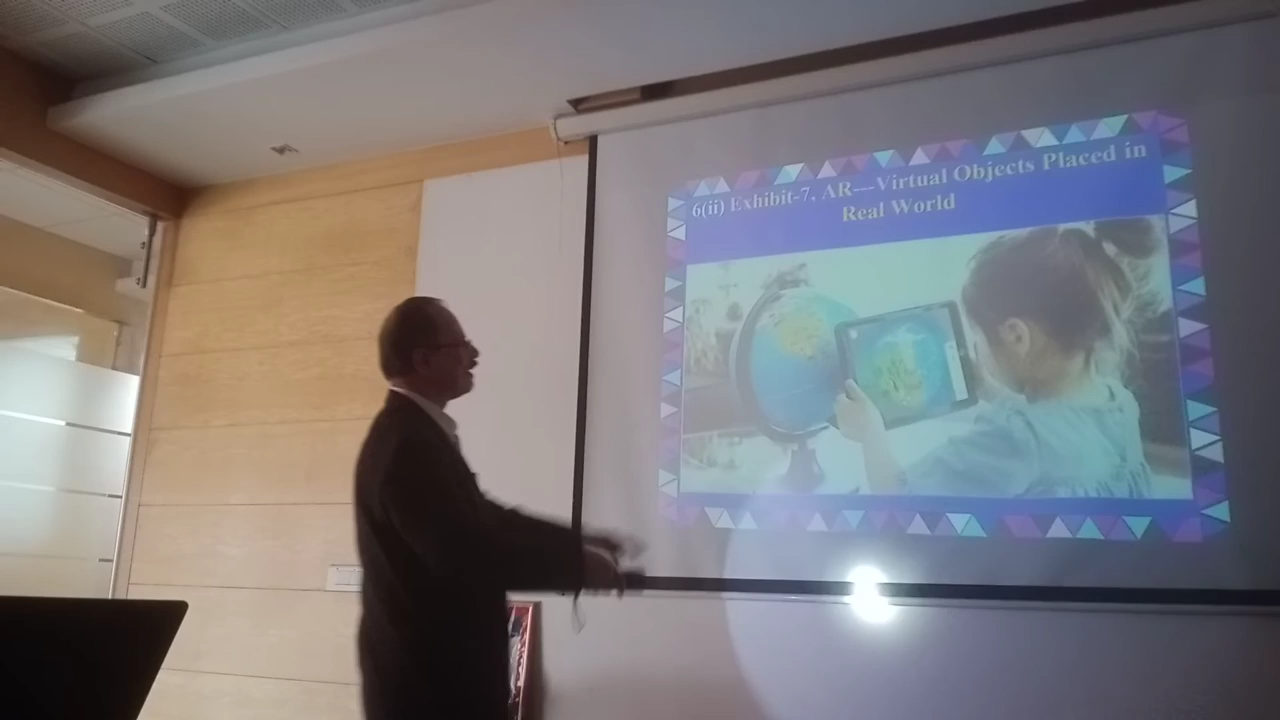 6(ii) Exhibit-7, AR----Virtual Objects Placed in
Real World